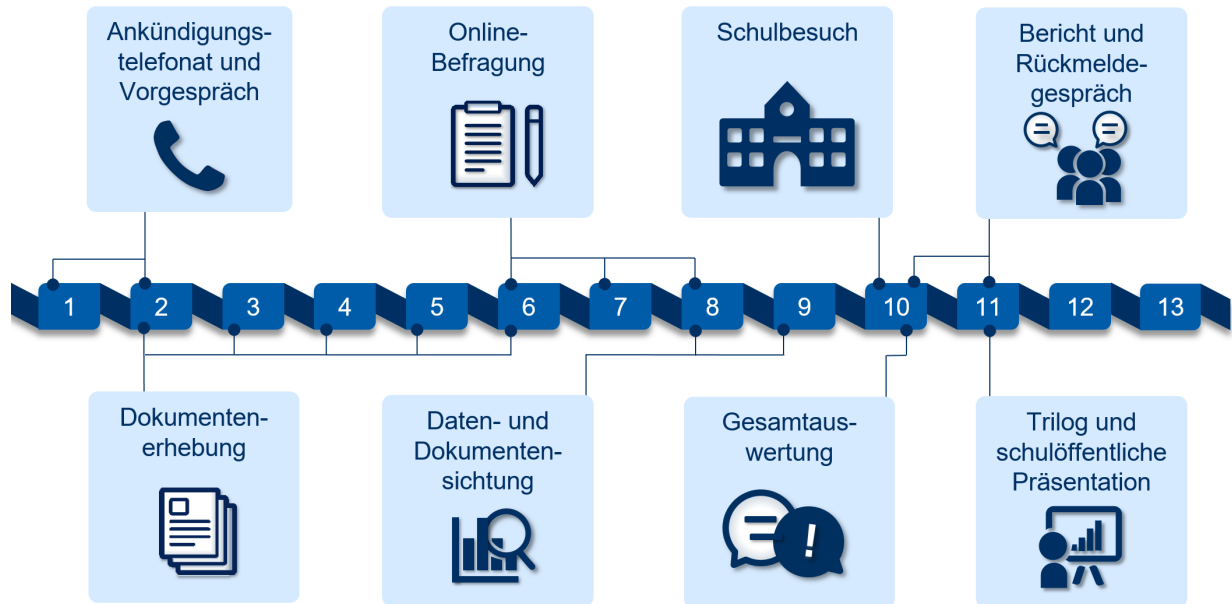 Ankündigungs-
telefonat und
Vorgespräch
Online-
Befragung
Schulbesuch
Bericht und
Rückmelde-
gespräch
1 2 3 4 5 6 7 8 9 10 11 12 13
Dokumenten-
erhebung
Daten- und
Dokumenten-
sichtung
Gesamtaus-
wertung
!
Trilog und
schulöffentliche
Präsentation